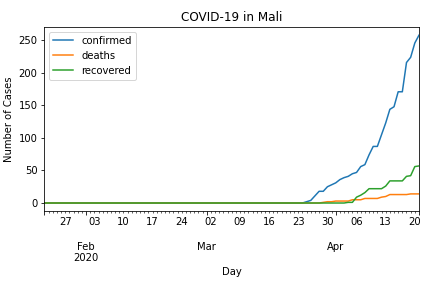 COVID-19 in Mali
confirmed
deaths
recovered
Number of Cases
250
200
150
100
50
0
27 03 10 17 24 02 09 16 23 30 06 13 20
Feb Mar Apr
2020
Day